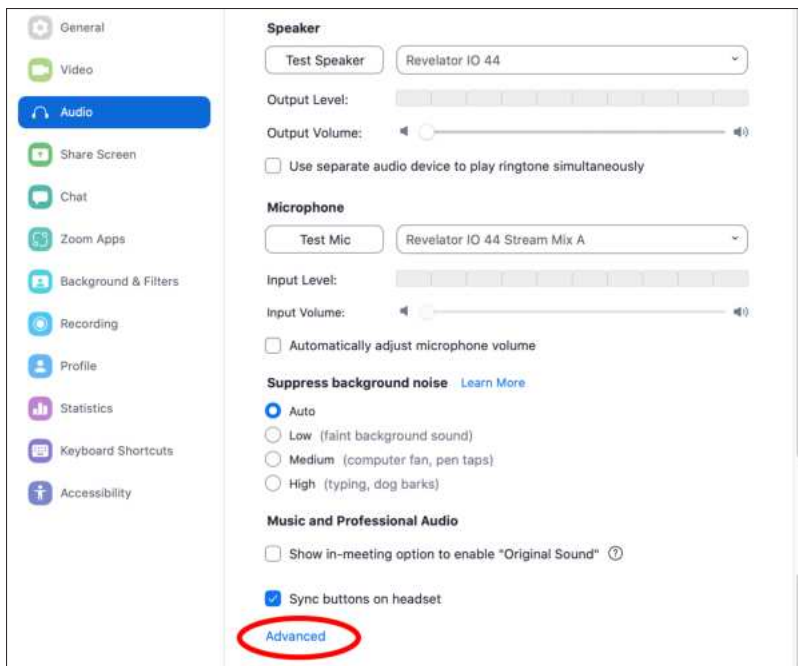 General
Video
Audio
Share Screen
Chat
Zoom Apps
Background & Filters
Recording
Profile
Statistics
Keyboard Shortcuts
Accessibility
Speaker
Test Speaker Revelator IO 44
Output Level:
Output Volume:
Use separate audio device to play ringtone simultaneously
Microphone
Test Mic Revelator IO 44 Stream Mix A
Input Level:
Input Volume:
Automatically adjust microphone volume
Suppress background noise Learn More
Auto
Low (faint background sound)
Medium (computer fan, pen taps)
High (typing, dog barks)
Music and Professional Audio
Show in-meeting option to enable "Original Sound" ?
Sync buttons on headset
Advanced